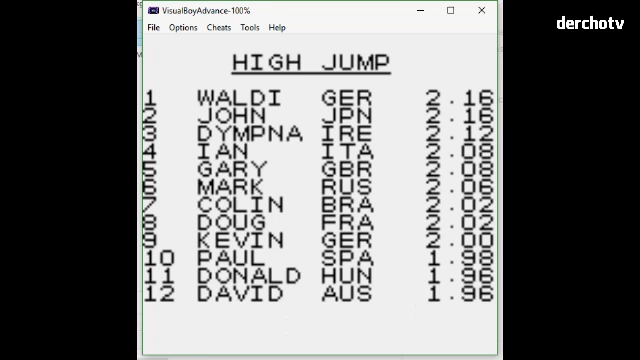 VisualBoyAdvance-100%
derchotv
File Options Cheats Tools Help
HIGH JUMP
1 WALDI GER 2.16
2 JOHN JPN 2.16
3 DYMPNA IRE 2.12
4 IAN ITA 2.08
5 GARY GBR 2.08
6 MARK RUS 2.06
7 COLIN BRA 2.02
8 DOUG FRA 2.02
9 KEVIN GER 2.00
10 PAUL SPA 1.98
11 DONALD HUN 1.96
12 DAVID AUS 1.96